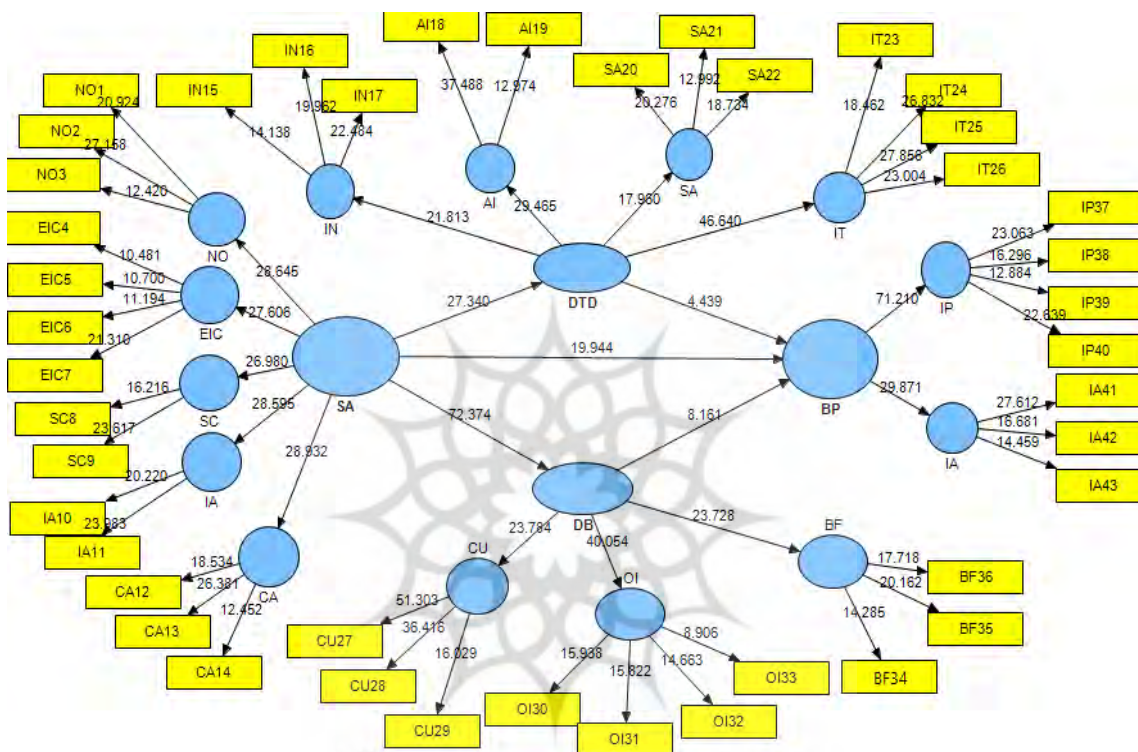 AI18
AI19
SA21
IT23
IN16
NO1
IN15
IN17
SA20
SA22
IT24
37.488
12.974
12.992
20.276
18.734
18.462
26.832
20.924
19.962
14.138
22.484
NO2
27.158
IT25
27.856
NO3
12.420
IT26
23.004
AI
SA
IT
IN
29.465
17.960
21.813
46.640
EIC4
NO
10.481
28.645
IP37
23.063
EIC5
10.700
IP38
16.296
11.194
27.340
DTD
4.439
71.210
IP
12.884
IP39
EIC6
EIC
27.606
22.639
21.310
IP40
EIC7
19.944
26.980
SA
BP
29.871
IA41
27.612
16.216
SC
SC8
28.595
72.374
8.161
16.681
IA42
23.617
SC9
IA
14.459
28.932
IA43
20.220
IA
IA10
23.983
IA11
DB
23.784
40.054
23.728
BF
CU
OI
18.534
CA
CA12
26.381
17.718
BF36
12.452
20.162
CA13
51.303
36.416
14.285
BF35
CU27
16.029
8.906
15.938
15.822
14.663
CA14
CU28
OI33
BF34
OI30
OI32
CU29
OI31